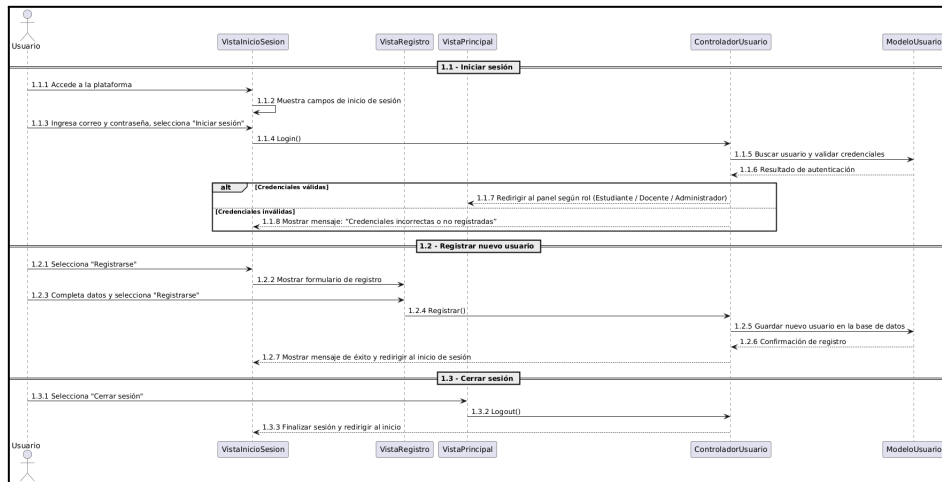 Usuario
VistaInicioSesion VistaRegistro VistaPrincipal ControladorUsuario ModeloUsuario
1.1 - Iniciar sesión
1.1.1 Accede a la plataforma
1.1.2 Muestra campos de inicio de sesión
1.1.3 Ingresa correo y contraseña, selecciona "Iniciar sesión"
1.1.4 Login()
1.1.5 Buscar usuario y validar credenciales
1.1.6 Resultado de autenticación
alt [Credenciales válidas]
1.1.7 Redirigir al panel según rol (Estudiante / Docente / Administrador)
[Credenciales inválidas]
1.1.8 Mostrar mensaje: “Credenciales incorrectas o no registradas”
1.2 - Registrar nuevo usuario
1.2.1 Selecciona "Registrarse"
1.2.2 Mostrar formulario de registro
1.2.3 Completa datos y selecciona "Registrarse"
1.2.4 Registrar()
1.2.5 Guardar nuevo usuario en la base de datos
1.2.6 Confirmación de registro
1.2.7 Mostrar mensaje de éxito y redirigir al inicio de sesión
1.3 - Cerrar sesión
1.3.1 Selecciona "Cerrar sesión"
1.3.2 Logout()
1.3.3 Finalizar sesión y redirigir al inicio
Usuario
VistaInicioSesion VistaRegistro VistaPrincipal ControladorUsuario ModeloUsuario